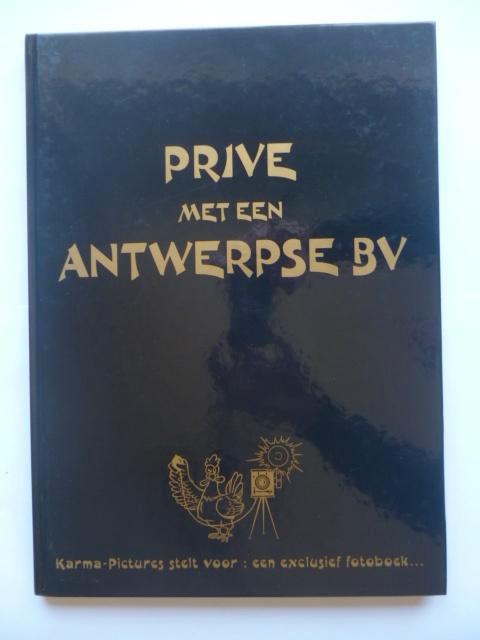 PRIVE
MET EEN
ANTWERPSE BV
Karma-Pictures stelt voor : een exclusief fotoboek...